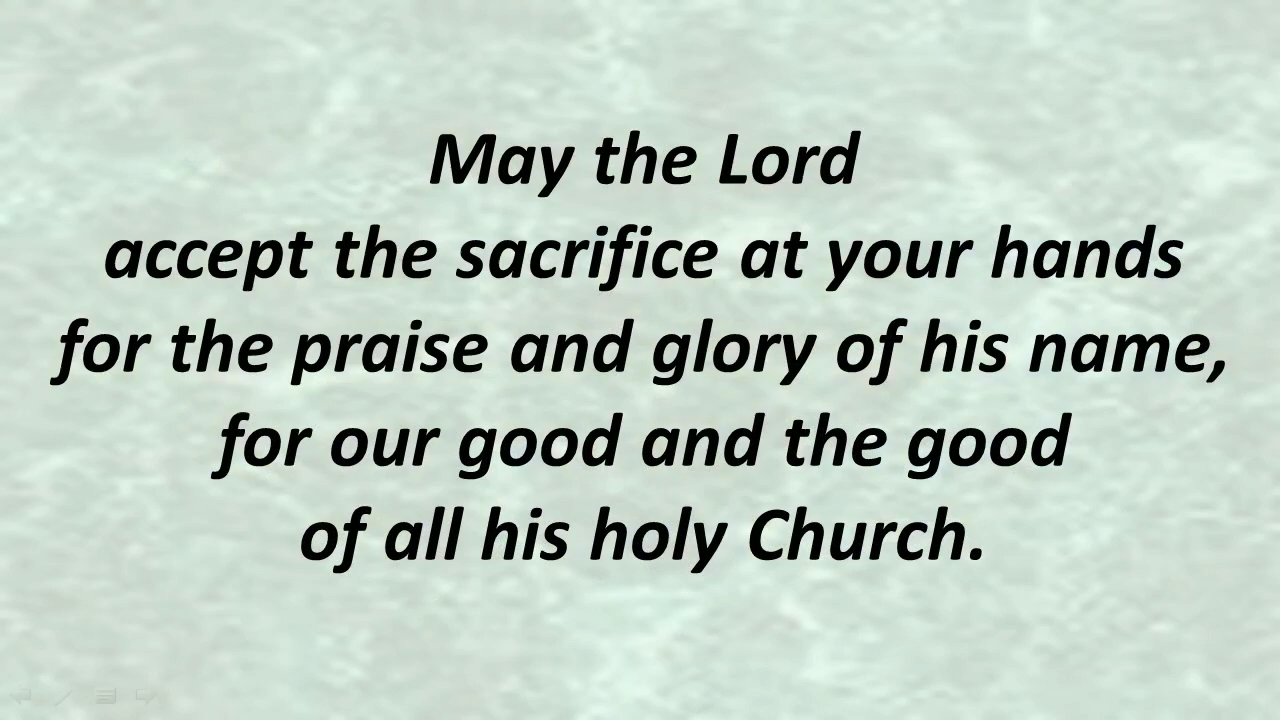 May the Lord
accept the sacrifice at your hands
for the praise and glory of his name,
for our good and the good
of all his holy Church.